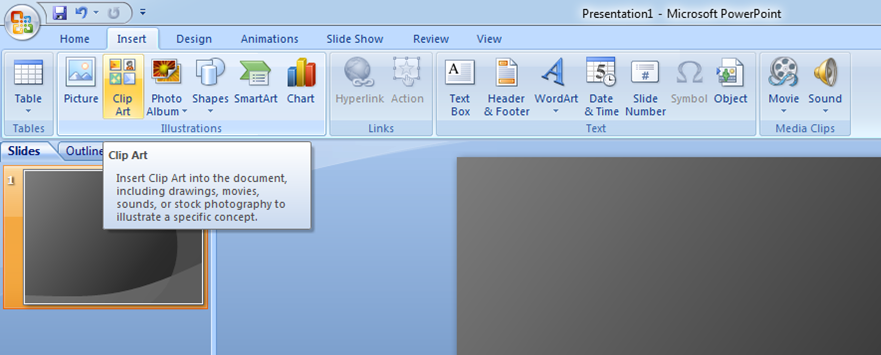 Presentation1 - Microsoft PowerPoint
Home Insert Design Animations Slide Show Review View
Table Picture Clip Art Photo Album Shapes SmartArt Chart Hyperlink Action Text Box Header & Footer WordArt Date & Time Slide Number Symbol Object Movie Sound
Tables Illustrations Links Text Media Clips
Slides Outline
Clip Art
Insert Clip Art into the document,
including drawings, movies,
sounds, or stock photography to
illustrate a specific concept.
1